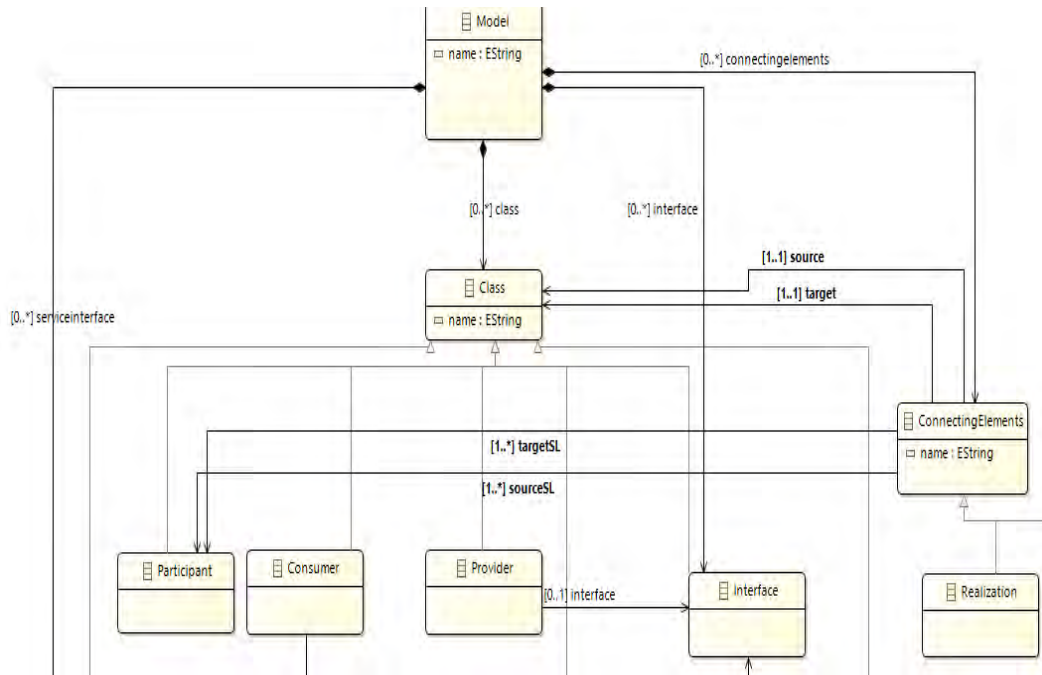 Model
name : EString
[0..*] connectingelements
[0..*] class
[0..*] interface
[1..1] source
Class
[1..1] target
name : EString
[0..*] serviceinterface
ConnectingElements
[1..*] targetSL
name : EString
[1..*] sourceSL
Participant
Consumer
Provider
Interface
Realization
[0..1] interface